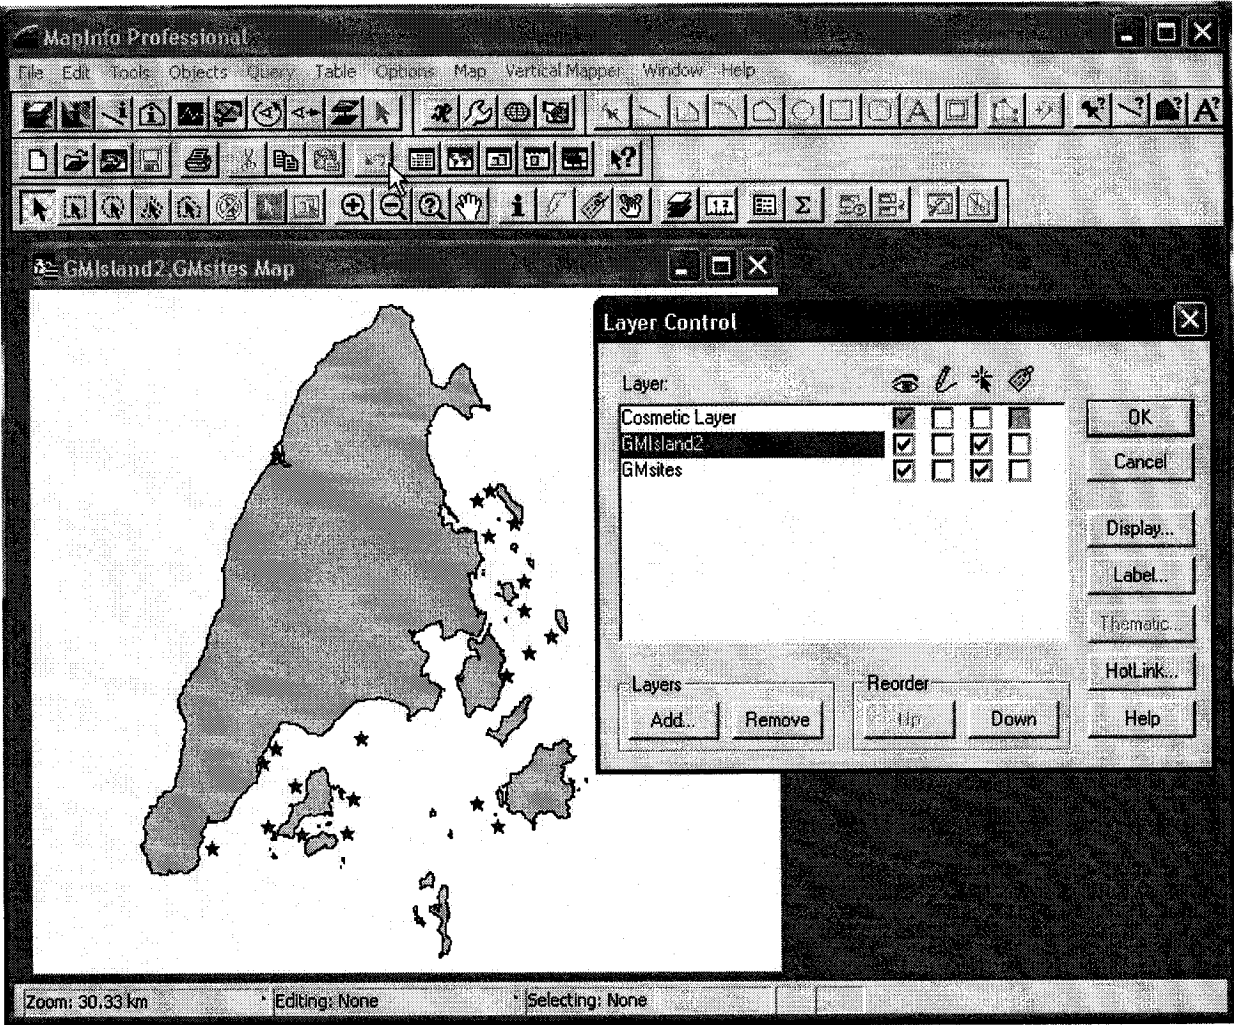 MapInfo Professional
File Edit Tools Objects Query Table Options Map Vertical Mapper Window Help
GMIsland2,GMsites Map
Layer Control
Layer:
Cosmetic Layer
GMIsland2
GMsites
OK
Cancel
Display...
Label...
Thematic...
HotLink...
Help
Layers
Add...
Remove
Reorder
Up
Down
Zoom: 30.33 km
Editing: None
Selecting: None